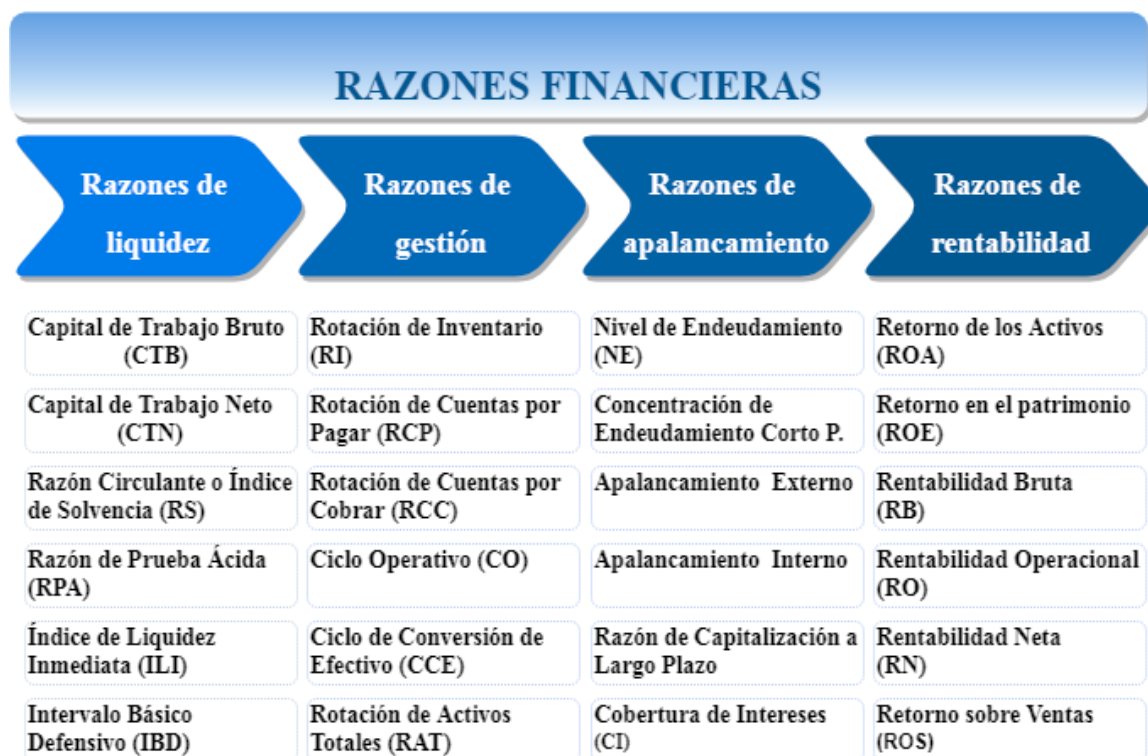 RAZONES FINANCIERAS
Razones de
liquidez
Razones de
gestión
Razones de
apalancamiento
Razones de
rentabilidad
Capital de Trabajo Bruto
(CTB)
Capital de Trabajo Neto
(CTN)
Razón Circulante o Índice
de Solvencia (RS)
Razón de Prueba Ácida
(RPA)
Índice de Liquidez
Inmediata (ILI)
Intervalo Básico
Defensivo (IBD)
Rotación de Inventario
(RI)
Rotación de Cuentas por
Pagar (RCP)
Rotación de Cuentas por
Cobrar (RCC)
Ciclo Operativo (CO)
Ciclo de Conversión de
Efectivo (CCE)
Rotación de Activos
Totales (RAT)
Nivel de Endeudamiento
(NE)
Concentración de
Endeudamiento Corto P.
Apalancamiento Externo
Apalancamiento Interno
Razón de Capitalización a
Largo Plazo
Cobertura de Intereses
(CI)
Retorno de los Activos
(ROA)
Retorno en el patrimonio
(ROE)
Rentabilidad Bruta
(RB)
Rentabilidad Operacional
(RO)
Rentabilidad Neta
(RN)
Retorno sobre Ventas
(ROS)